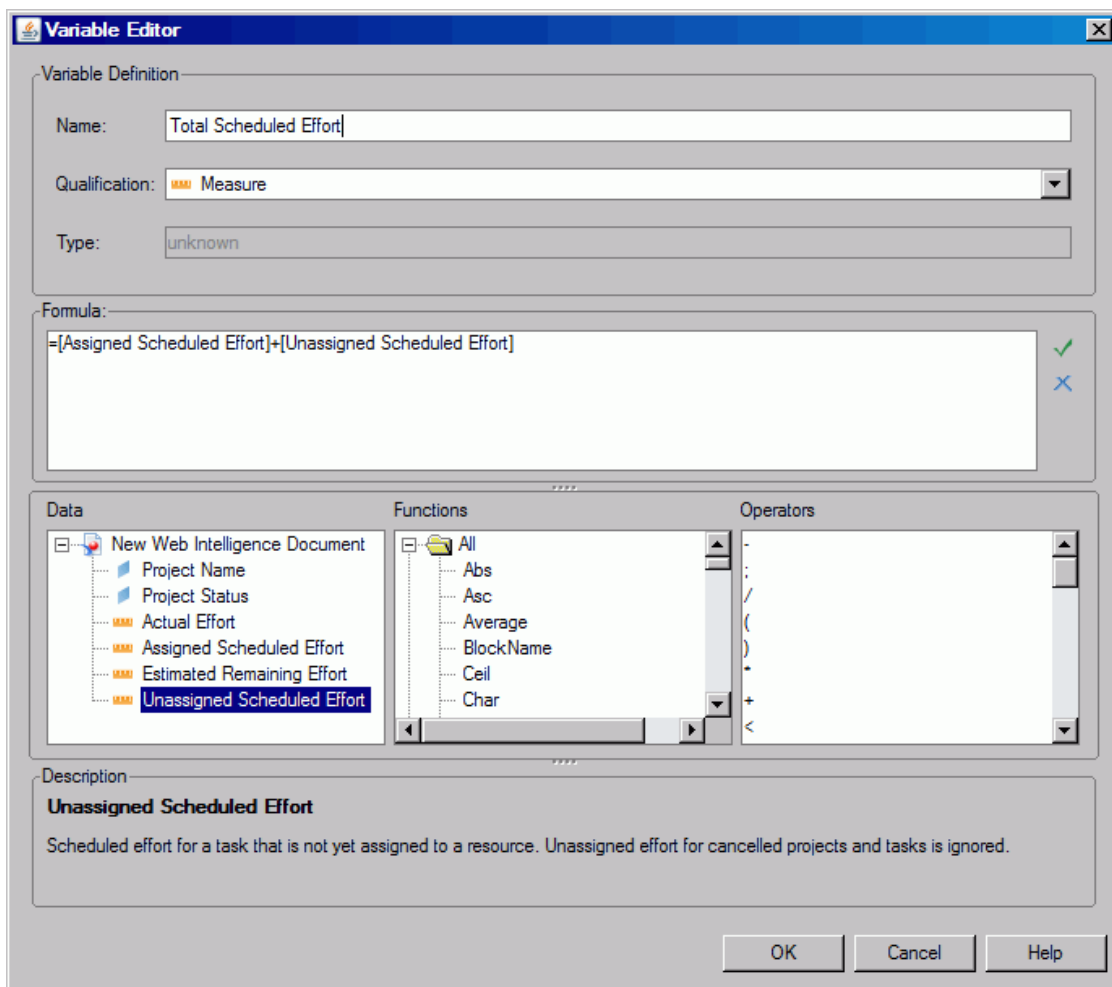 Variable Editor
Variable Definition
Name: Total Scheduled Effort
Qualification: Measure
Type: unknown
Formula:
=[Assigned Scheduled Effort]+[Unassigned Scheduled Effort]
Data
New Web Intelligence Document
Project Name
Project Status
Actual Effort
Assigned Scheduled Effort
Estimated Remaining Effort
Unassigned Scheduled Effort
Functions
All
Abs
Asc
Average
BlockName
Ceil
Char
Operators
-
;
/
(
)
*
+
<
Description
Unassigned Scheduled Effort
Scheduled effort for a task that is not yet assigned to a resource. Unassigned effort for cancelled projects and tasks is ignored.
OK Cancel Help